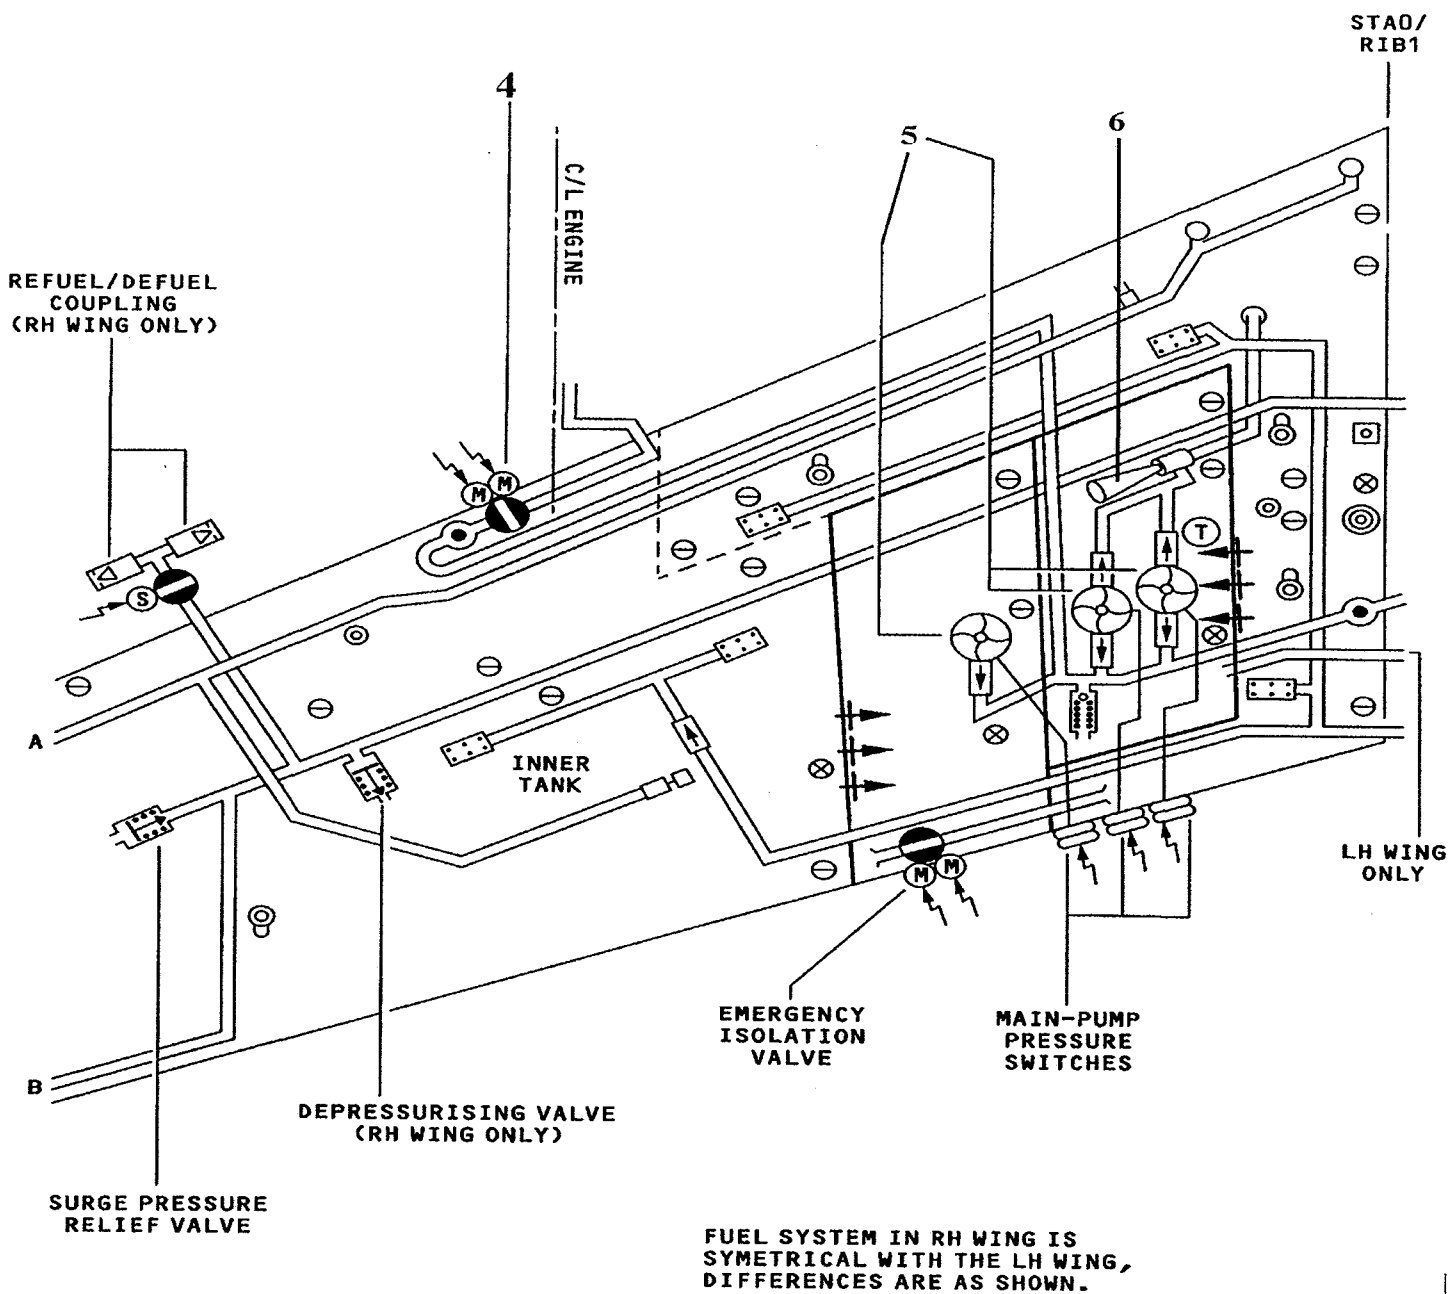 STA0/
RIB1
4
5
6
C/L ENGINE
REFUEL/DEFUEL
COUPLING
(RH WING ONLY)
M
M
S
T
A
INNER
TANK
LH WING
ONLY
M
M
EMERGENCY
ISOLATION
VALVE
MAIN-PUMP
PRESSURE
SWITCHES
B
DEPRESSURISING VALVE
(RH WING ONLY)
SURGE PRESSURE
RELIEF VALVE
FUEL SYSTEM IN RH WING IS
SYMETRICAL WITH THE LH WING,
DIFFERENCES ARE AS SHOWN.